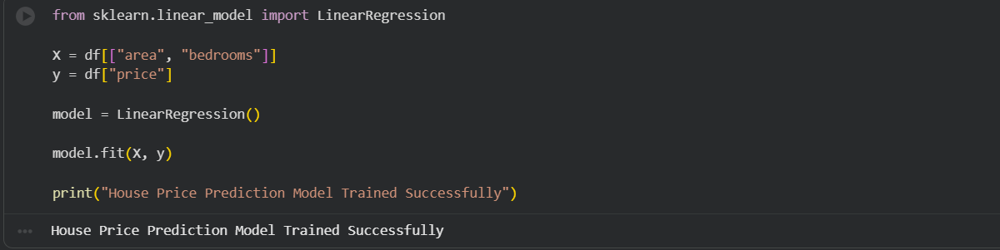 from sklearn.linear_model import LinearRegression
X = df[["area", "bedrooms"]]
y = df["price"]
model = LinearRegression()
model.fit(X, y)
print("House Price Prediction Model Trained Successfully")
House Price Prediction Model Trained Successfully